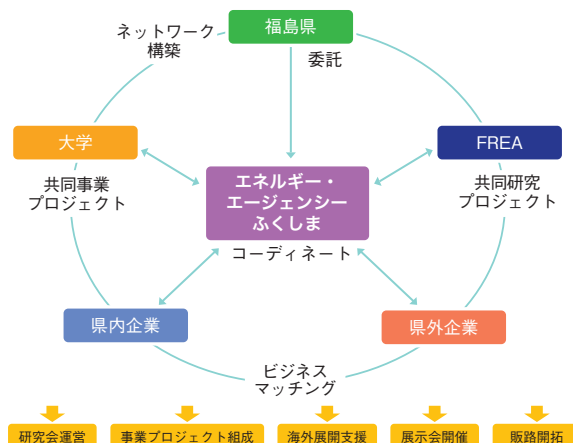 福島県
ネットワーク
構築
委託
大学
FREA
エネルギー・
エージェンシー
ふくしま
共同事業
プロジェクト
共同研究
プロジェクト
コーディネート
県内企業
県外企業
ビジネス
マッチング
研究会運営
事業プロジェクト組成
海外展開支援
展示会開催
販路開拓